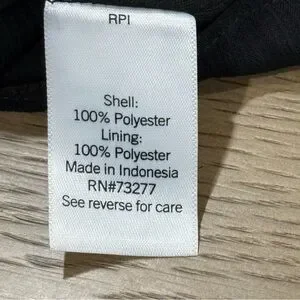 RPI
Shell:
100% Polyester
Lining:
100% Polyester
Made in Indonesia
RN#73277
See reverse for care